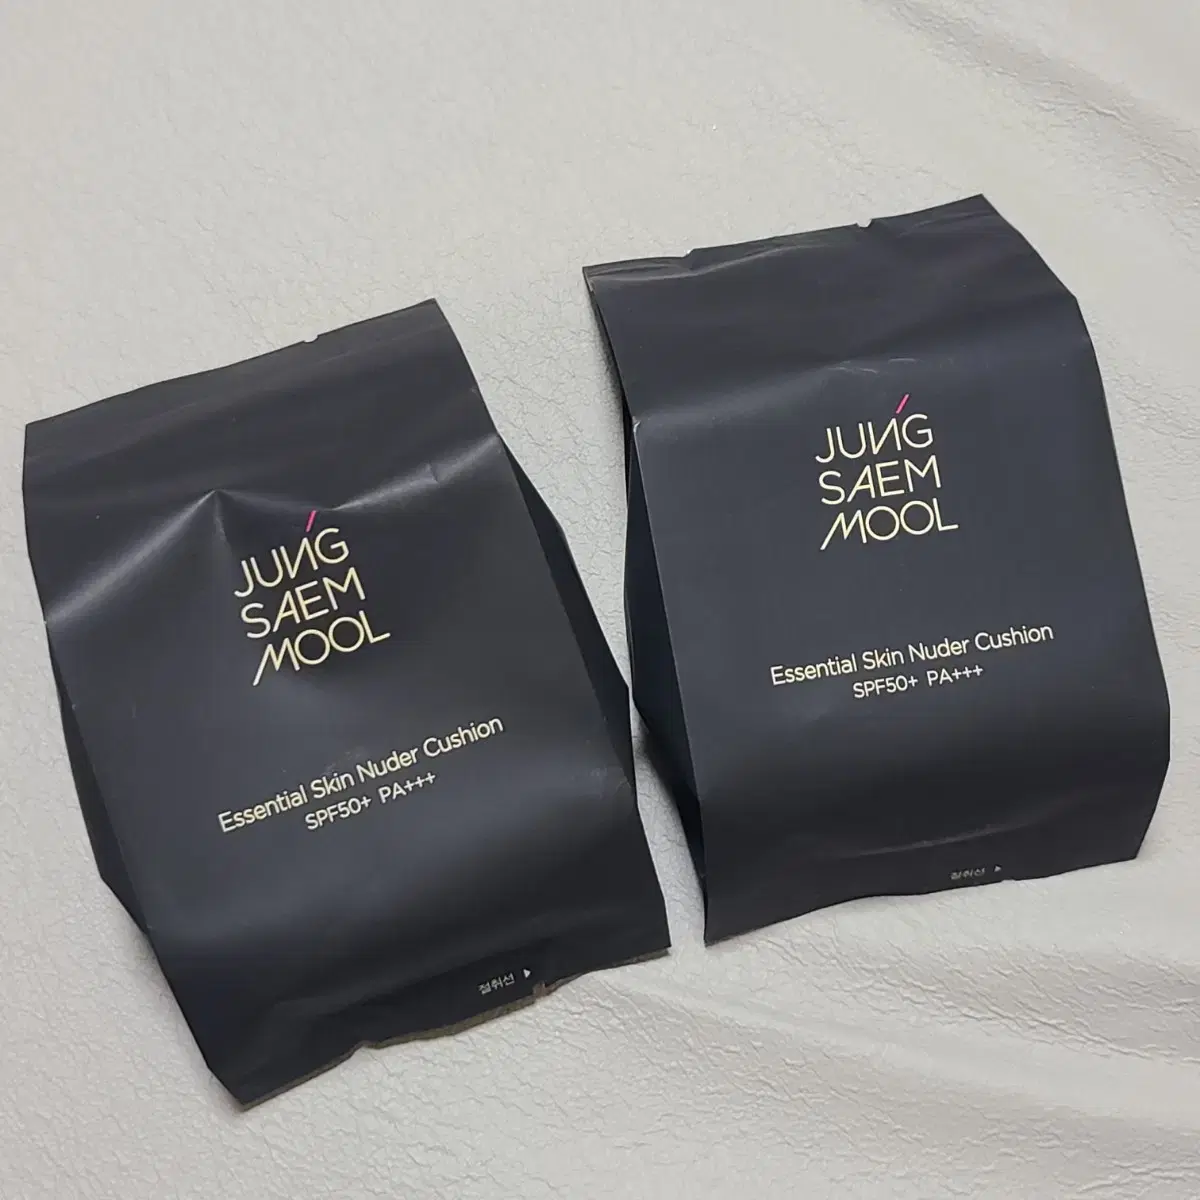 JUNG
SAEM
MOOL
Essential Skin Nuder Cushion
SPF50+ PA+++
절취선
JUNG
SAEM
MOOL
Essential Skin Nuder Cushion
SPF50+ PA+++
절취선